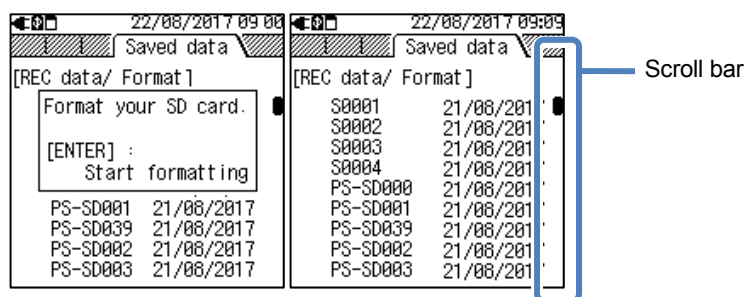 22/08/2017 09 00
Saved data
[REC data/ Format]
Format your SD card.
[ENTER] :
Start formatting
PS-SD001 21/08/2017
PS-SD039 21/08/2017
PS-SD002 21/08/2017
PS-SD003 21/08/2017
22/08/2017 09:09
Saved data
[REC data/ Format]
S0001 21/08/201
S0002 21/08/201
S0003 21/08/201
S0004 21/08/201
PS-SD000 21/08/201
PS-SD001 21/08/201
PS-SD039 21/08/201
PS-SD002 21/08/201
PS-SD003 21/08/201
Scroll bar